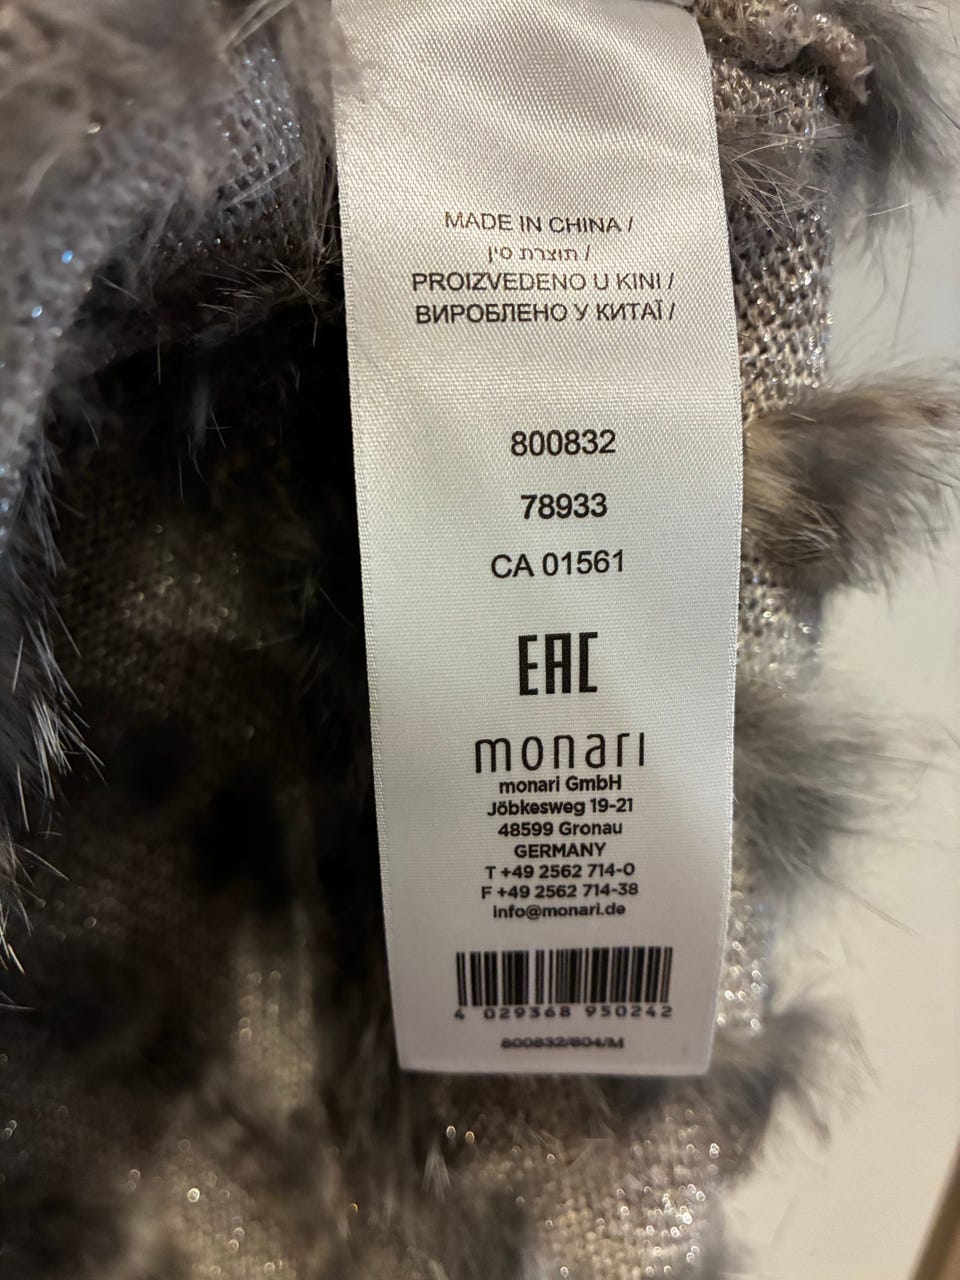 MADE IN CHINA /
תוצרת סין /
PROIZVEDENO U KINI /
ВИРОБЛЕНО У КИТАЇ /
800832
78933
CA 01561
EAC
monari
monari GmbH
Jöbkesweg 19-21
48599 Gronau
GERMANY
T +49 2562 714-0
F +49 2562 714-38
info@monari.de
4 029368 950242
800832/804/M